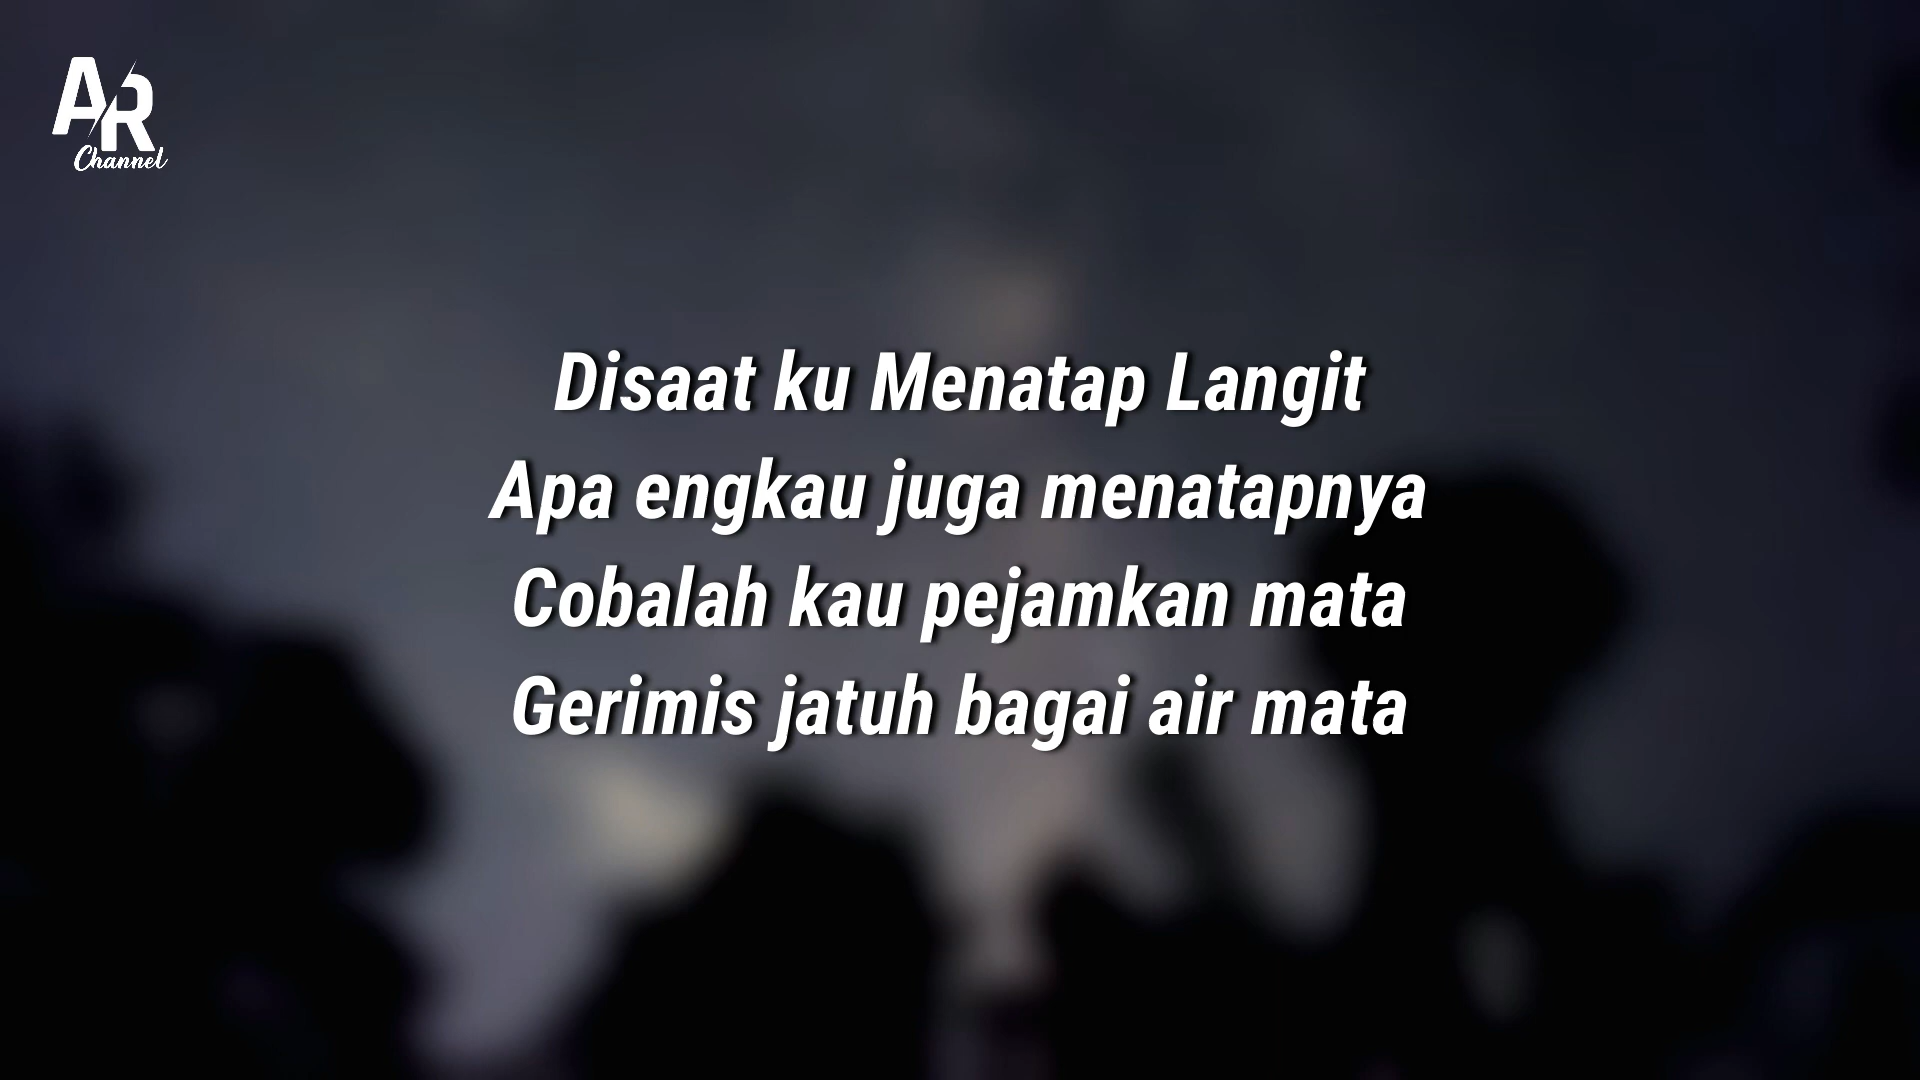 AR
Channel
Disaat ku Menatap Langit
Apa engkau juga menatapnya
Cobalah kau pejamkan mata
Gerimis jatuh bagai air mata